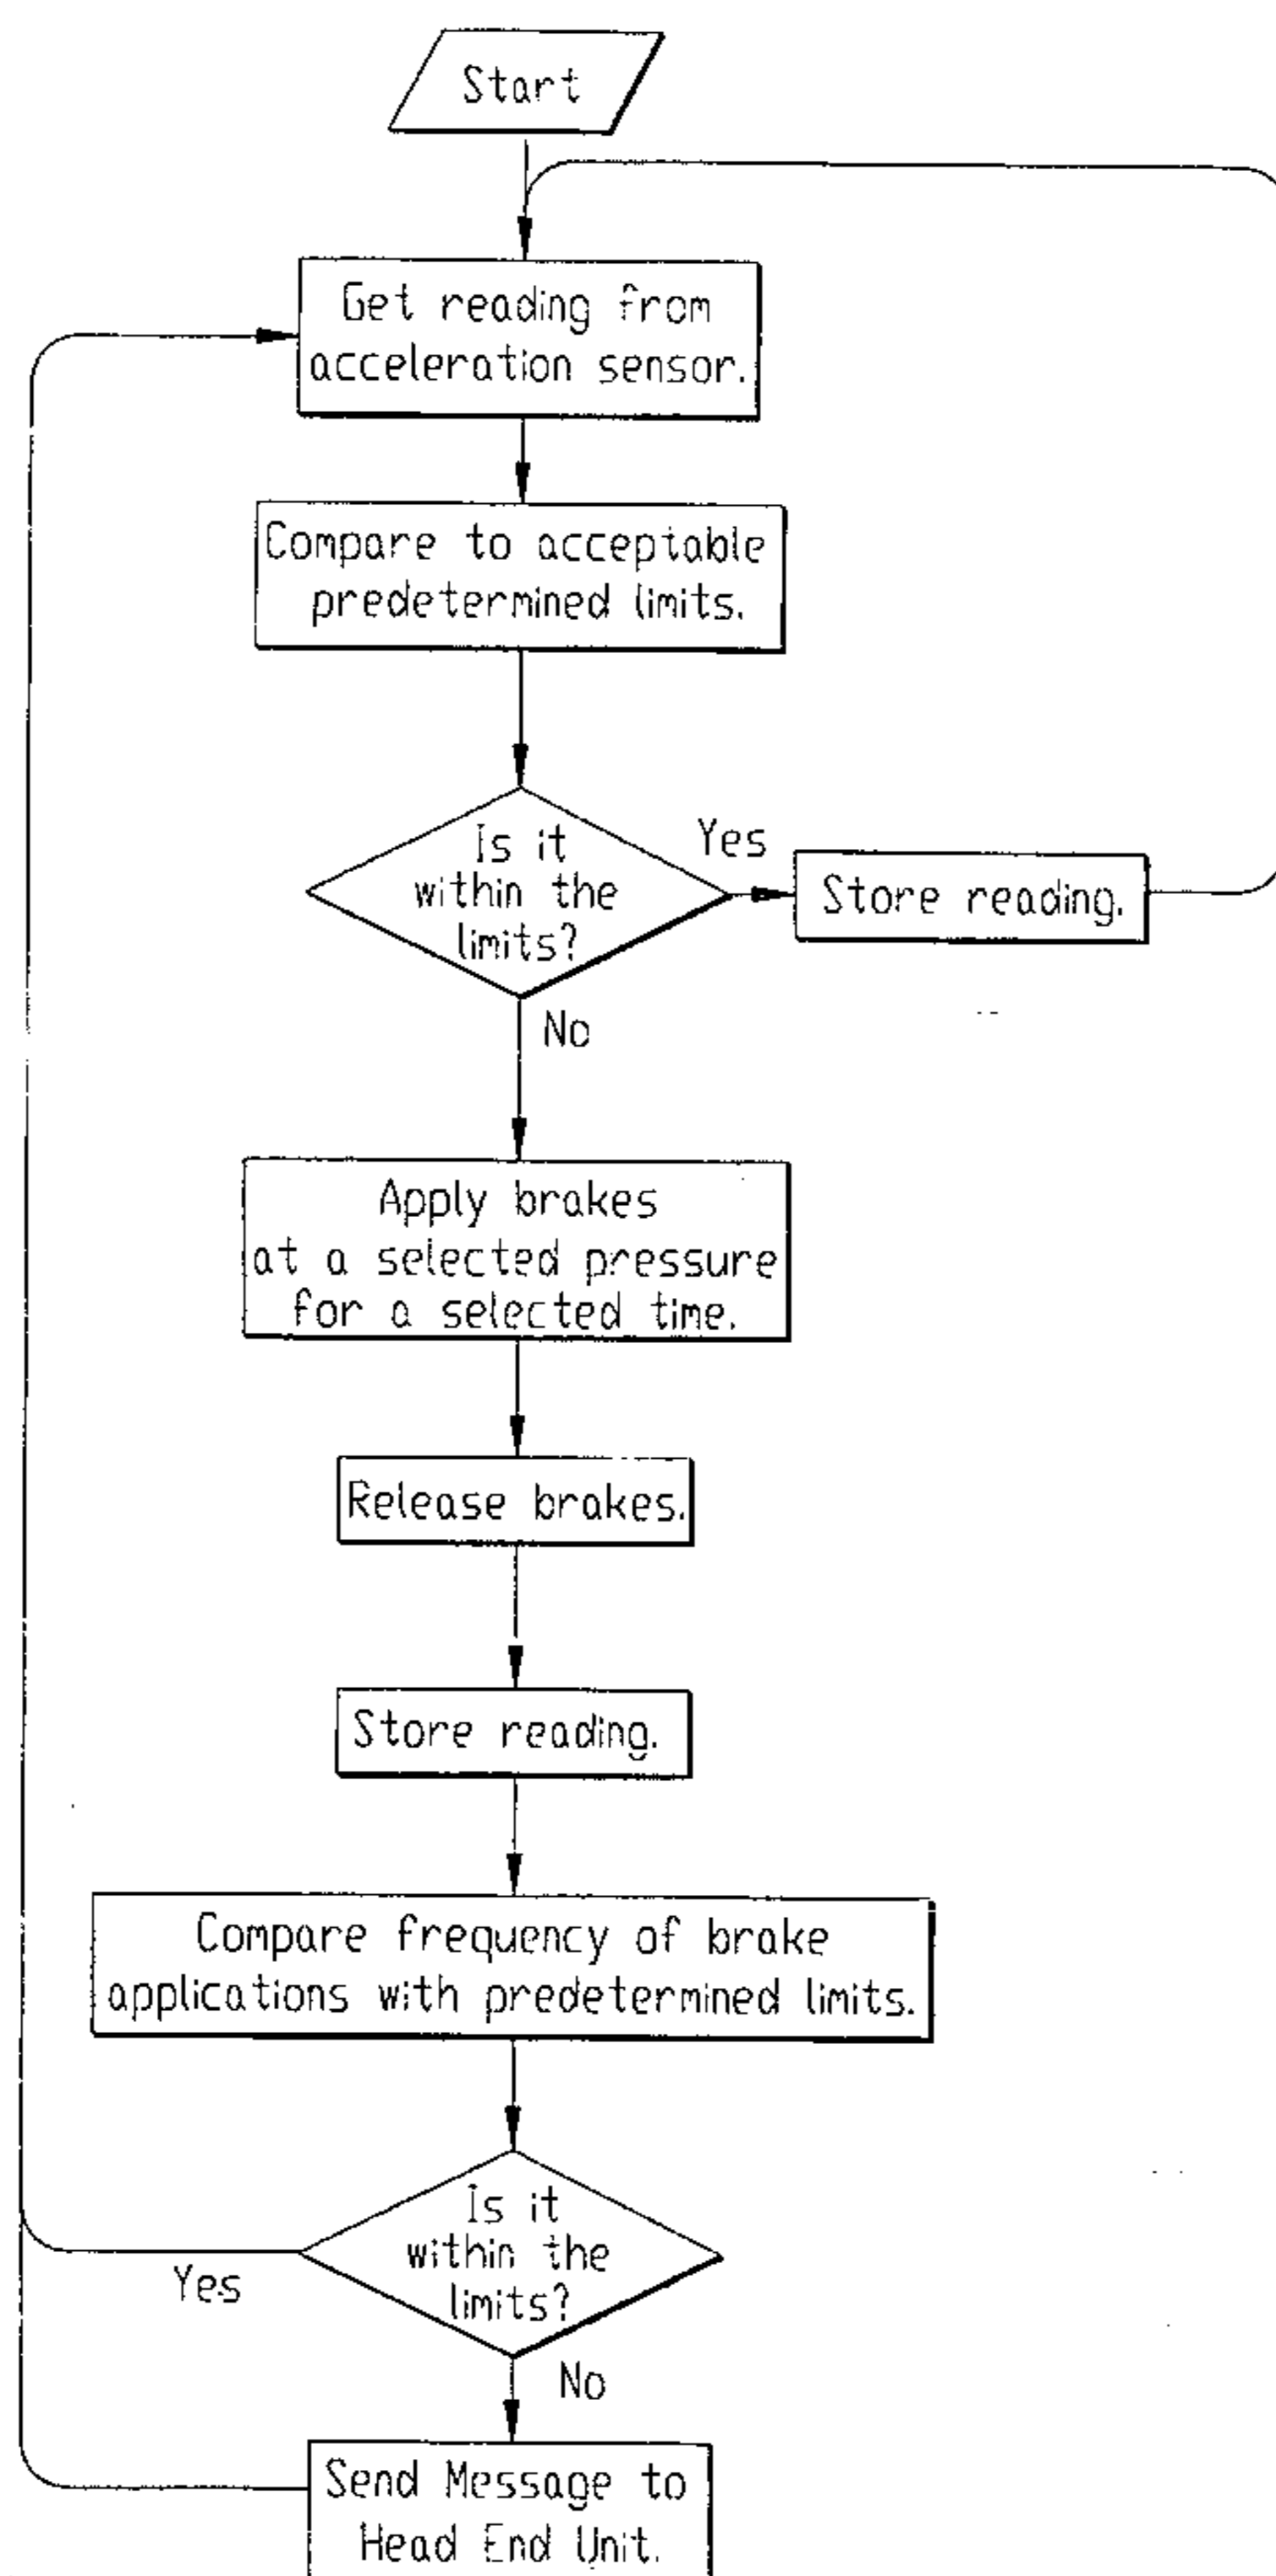 Start
Get reading from
acceleration sensor.
Compare to acceptable
predetermined limits.
Is it
within the
limits?
Yes
Store reading.
No
Apply brakes
at a selected pressure
for a selected time.
Release brakes.
Store reading.
Compare frequency of brake
applications with predetermined limits.
Is it
within the
limits?
Yes
No
Send Message to
Head End Unit.